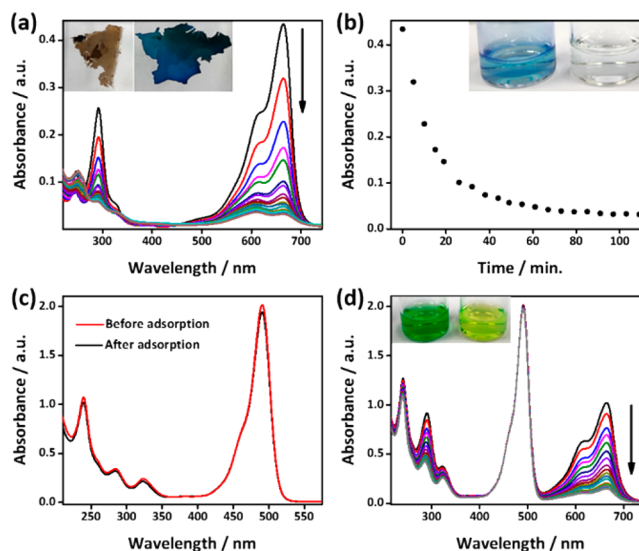 (a)
Absorbance / a.u.
0.4
0.3
0.2
0.1
300 400 500 600 700
Wavelength / nm
(b)
Absorbance / a.u.
0.4
0.3
0.2
0.1
0 20 40 60 80 100
Time / min.
(c)
Before adsorption
After adsorption
Absorbance / a.u.
2.0
1.5
1.0
0.5
0.0
250 300 350 400 450 500 550
Wavelength / nm
(d)
Absorbance / a.u.
2.0
1.5
1.0
0.5
0.0
300 400 500 600 700
Wavelength / nm